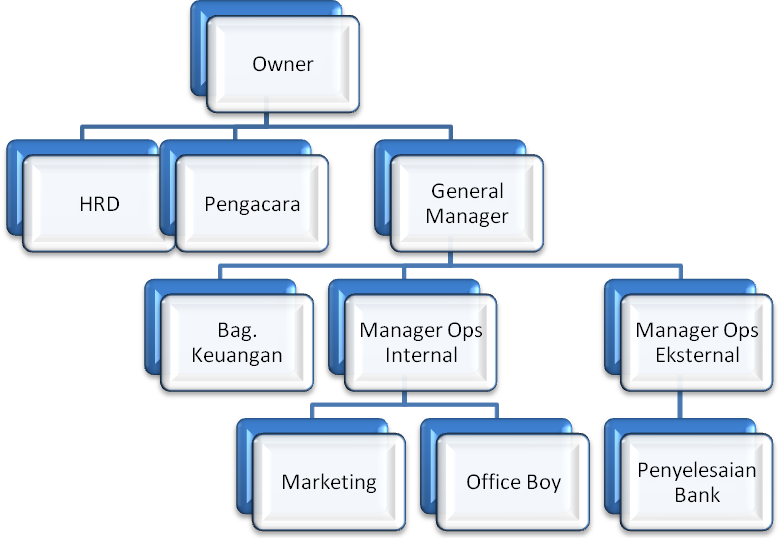 Owner
HRD
Pengacara
General
Manager
Bag.
Keuangan
Manager Ops
Internal
Manager Ops
Eksternal
Marketing
Office Boy
Penyelesaian
Bank